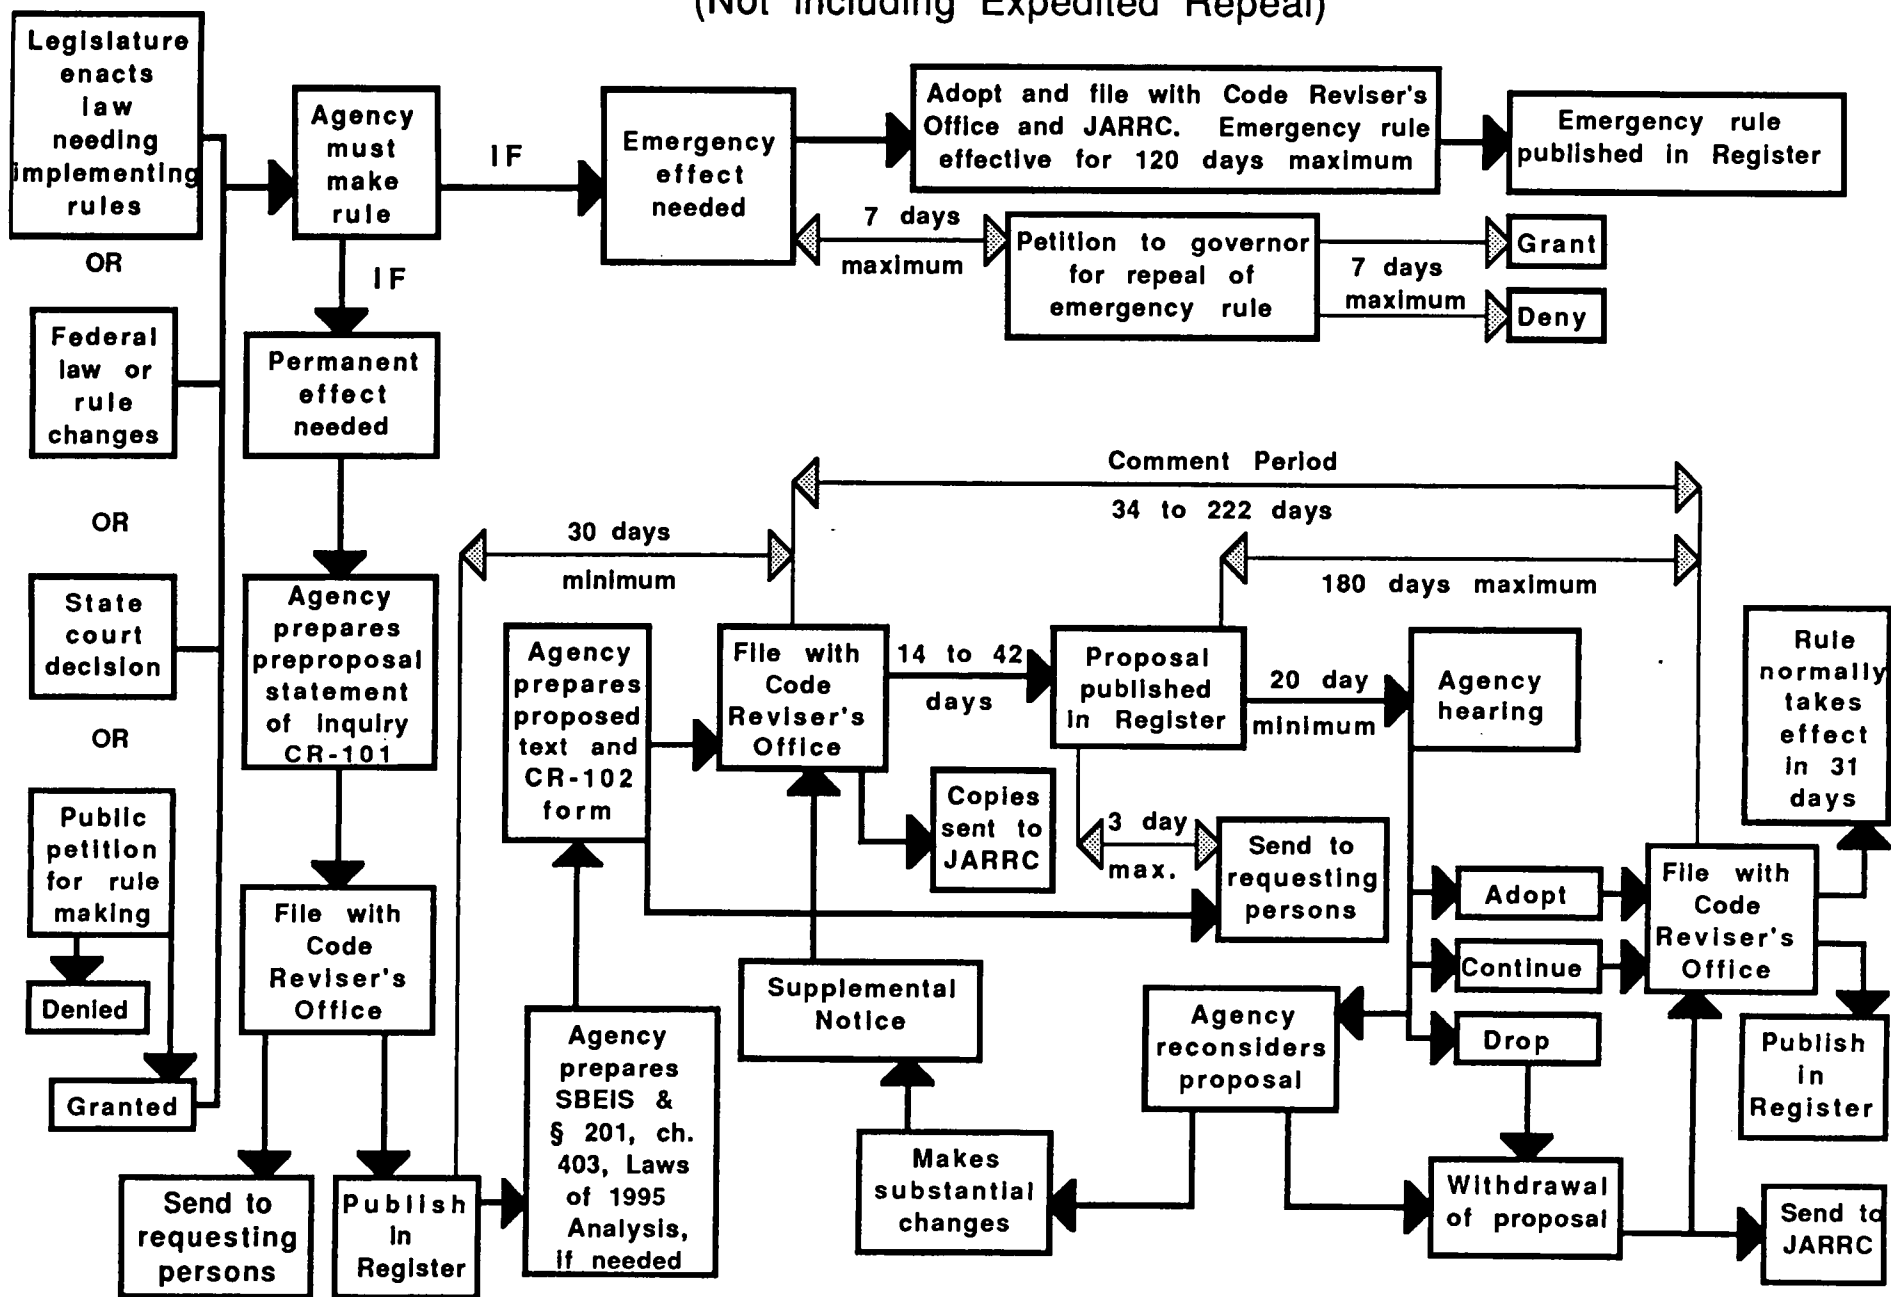 (Not Including Expedited Repeal)
Legislature
enacts
law
needing
implementing
rules
OR
Federal
law or
rule
changes
OR
State
court
decision
OR
Public
petition
for rule
making
Denied
Granted
Agency
must
make
rule
IF
IF
Emergency
effect
needed
Adopt and file with Code Reviser's
Office and JARRC. Emergency rule
effective for 120 days maximum
Emergency rule
published in Register
7 days
maximum
Petition to governor
for repeal of
emergency rule
7 days
maximum
Grant
Deny
Permanent
effect
needed
Agency
prepares
preproposal
statement
of inquiry
CR-101
File with
Code
Reviser's
Office
Send to
requesting
persons
Publish
in
Register
30 days
minimum
Agency
prepares
SBEIS &
§ 201, ch.
403, Laws
of 1995
Analysis,
if needed
Agency
prepares
proposed
text and
CR-102
form
File with
Code
Reviser's
Office
Copies
sent to
JARRC
Comment Period
34 to 222 days
14 to 42
days
Proposal
published
in Register
180 days maximum
20 day
minimum
3 day
max.
Send to
requesting
persons
Agency
hearing
Adopt
Continue
Drop
Agency
reconsiders
proposal
Makes
substantial
changes
Supplemental
Notice
Withdrawal
of proposal
Send to
JARRC
File with
Code
Reviser's
Office
Rule
normally
takes
effect
in 31
days
Publish
in
Register